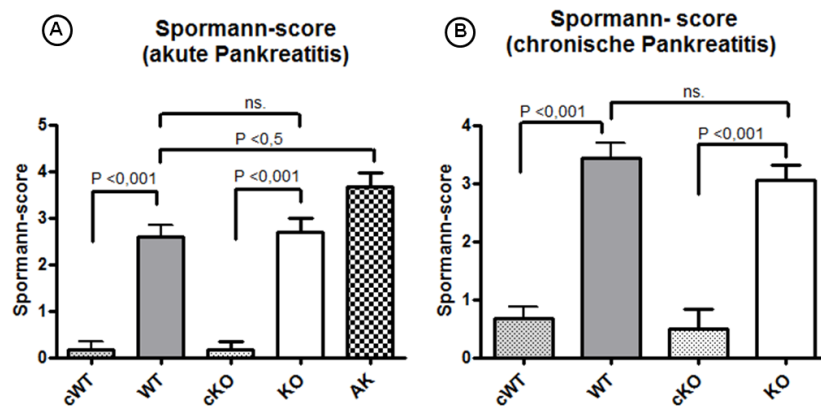 A
Spormann-score
(akute Pankreatitis)
ns.
P <0,5
P <0,001
P <0,001
Spormann-score
5
4
3
2
1
0
cWT
WT
cKO
KO
AK
B
Spormann- score
(chronische Pankreatitis)
ns.
P <0,001
P <0,001
Spormann-score
4
3
1
0
cWT
WT
cKO
KO